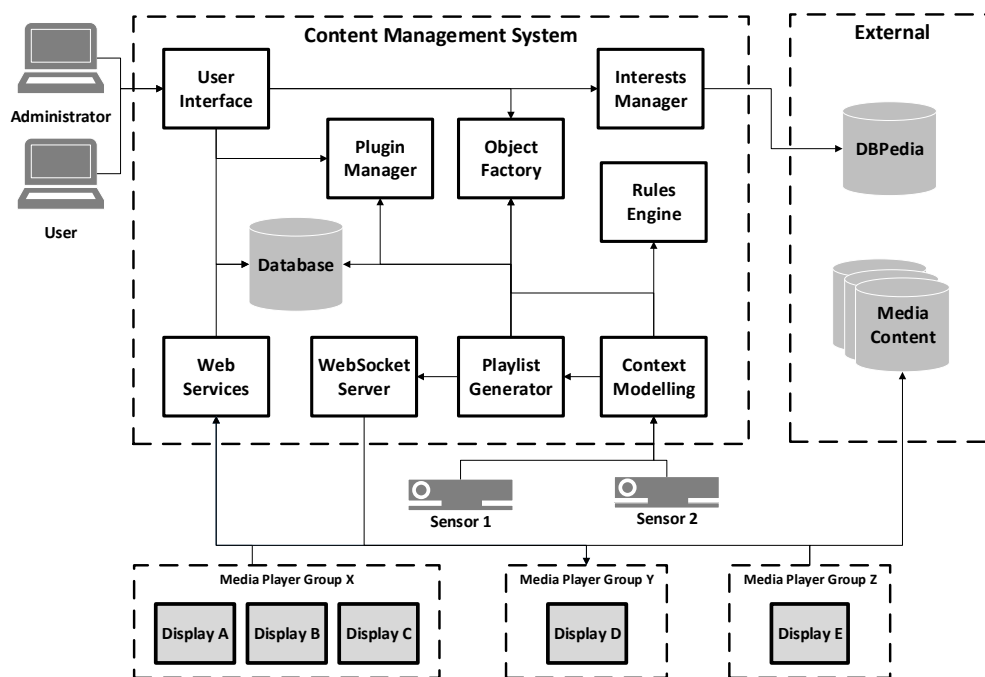 Content Management System
External
Administrator
User
User
Interface
Interests
Manager
Plugin
Manager
Object
Factory
Rules
Engine
DBPedia
Database
Media
Content
Web
Services
WebSocket
Server
Playlist
Generator
Context
Modelling
Sensor 1
Sensor 2
Media Player Group X
Media Player Group Y
Media Player Group Z
Display A
Display B
Display C
Display D
Display E